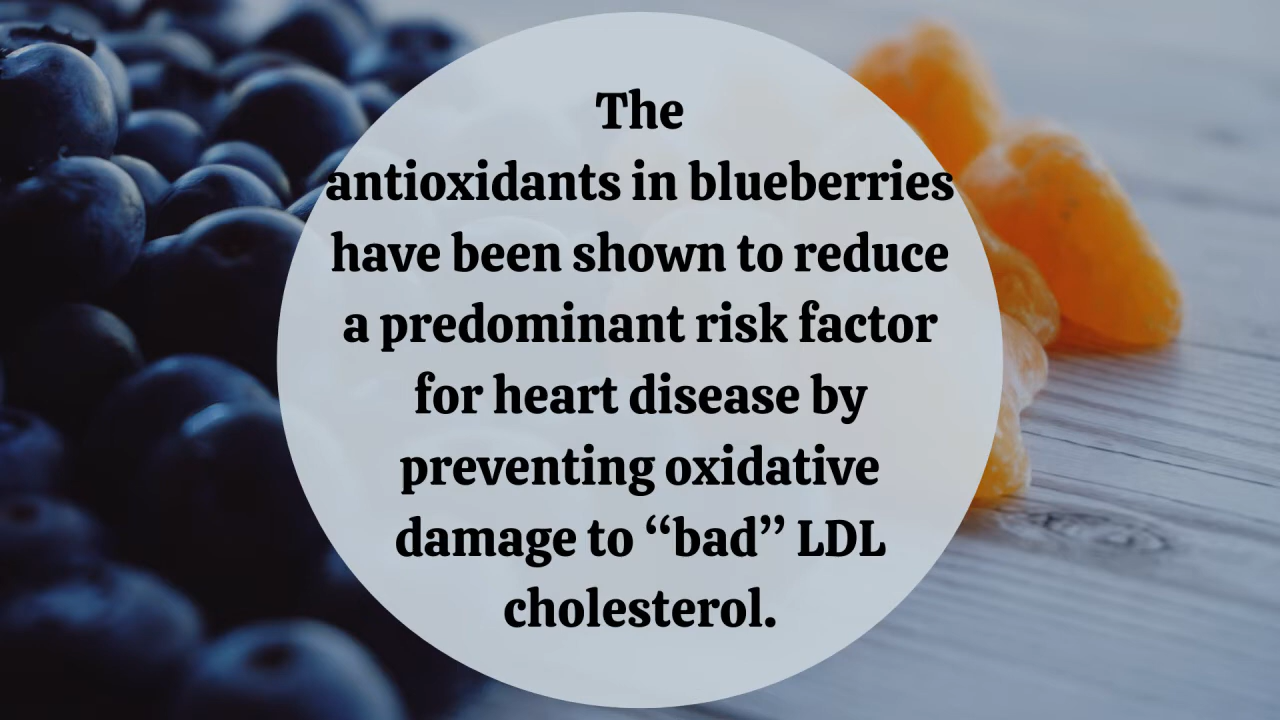 The
antioxidants in blueberries
have been shown to reduce
a predominant risk factor
for heart disease by
preventing oxidative
damage to “bad” LDL
cholesterol.